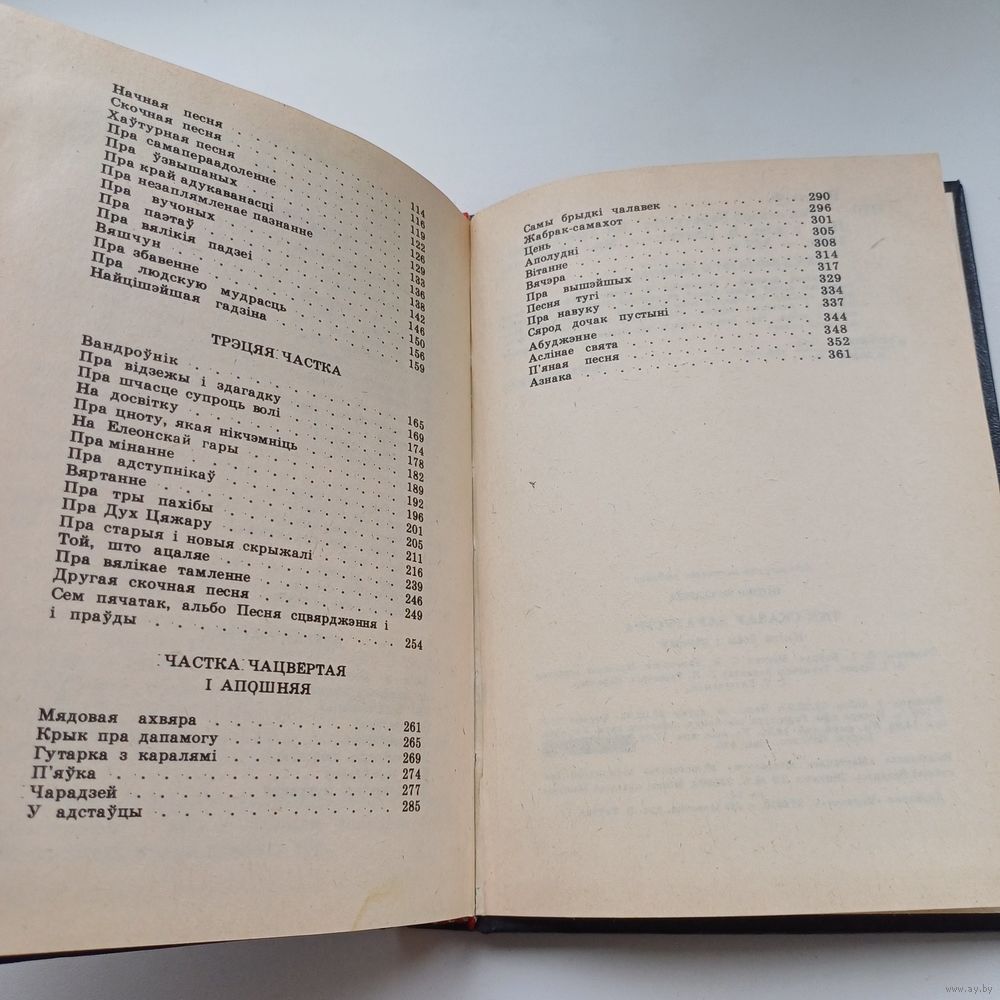 Начная песня 114
Скочная песня 116
Хаўтурная песня 119
Пра самапераадоленне 122
Пра ўзвышаных 126
Пра край адукаванасці 129
Пра незаплямленае пазнанне 133
Пра вучоных 136
Пра паэтаў 138
Пра вялікія падзеі 142
Вяшчун 146
Пра збавенне 150
Пра людскую мудрасць 156
Найцішэйшая гадзіна 159
ТРЭЦЯЯ ЧАСТКА
Вандроўнік 165
Пра відзежы і здагадку 169
Пра шчасце супроць волі 174
На досвітку 178
Пра цноту, якая нікчэмніць 182
На Елеонскай гары 189
Пра мінанне 192
Пра адступнікаў 196
Вяртанне 201
Пра тры пахібы 205
Пра Дух Цяжару 211
Пра старыя і новыя скрыжалі 216
Той, што ацаляе 239
Пра вялікае тамленне 246
Другая скочная песня 249
Сем пячатак, альбо Песня сцвярджэння і
і праўды 254
ЧАСТКА ЧАЦВЕРТАЯ
І АПОШНЯЯ
Мядовая ахвяра 261
Крык пра дапамогу 265
Гутарка з каралямі 269
П'яўка 274
Чарадзей 277
У адстаўцы 285
Самы брыдкі чалавек 290
Жабрак-самахот 296
Цень 301
Аполудні 305
Вітанне 308
Вячэра 314
Пра вышэйшых 317
Песня тугі 329
Пра навуку 334
Сярод дочак пустыні 337
Абуджэнне 344
Аслінае свята 348
П'яная песня 352
Азнака 361
www.ay.by